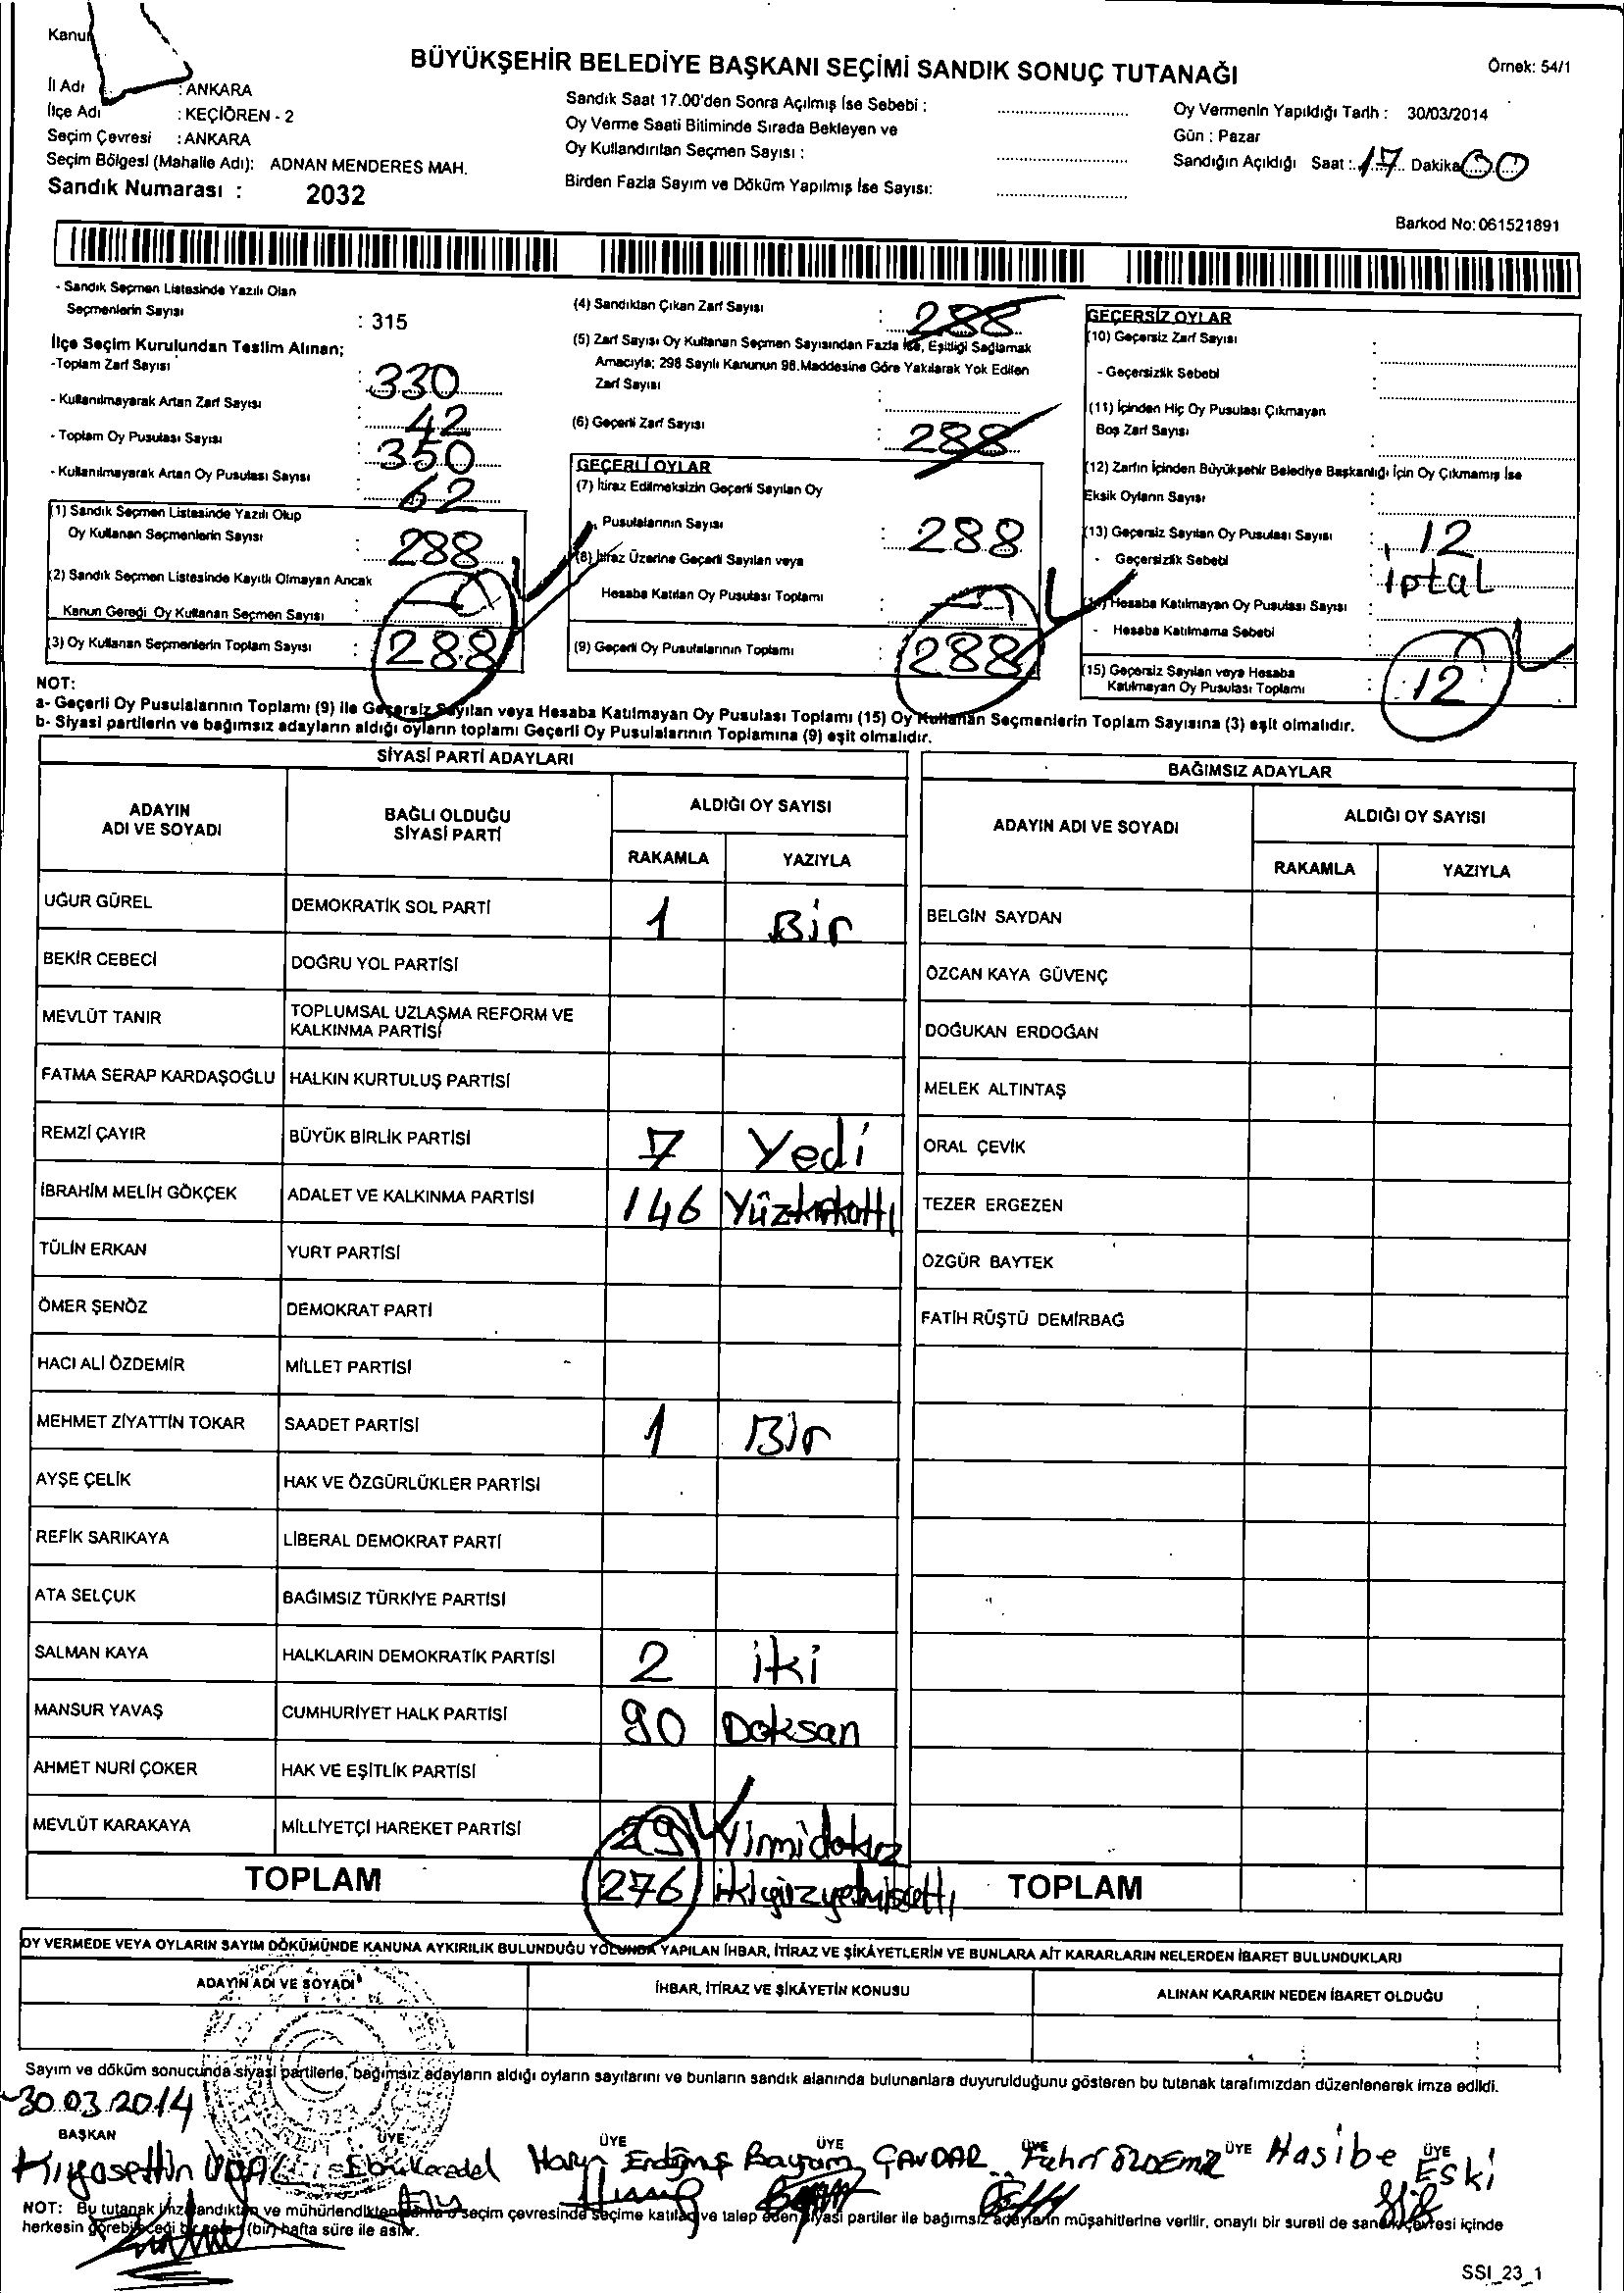 Kanu
Örnek: 54/1
BÜYÜKŞEHİR BELEDİYE BAŞKANI SEÇİMİ SANDIK SONUÇ TUTANAĞI
İl Adı : ANKARA
İlçe Adı : KEÇİÖREN - 2
Seçim Çevresi : ANKARA
Seçim Bölgesi (Mahalle Adı): ADNAN MENDERES MAH.
Sandık Numarası : 2032
Sandık Saat 17.00'den Sonra Açılmış İse Sebebi :
Oy Verme Saati Bitiminde Sırada Bekleyen ve
Oy Kullandırılan Seçmen Sayısı :
Birden Fazla Sayım ve Döküm Yapılmış İse Sayısı:
Oy Vermenin Yapıldığı Tarih : 30/03/2014
Gün : Pazar
Sandığın Açıldığı Saat : 17 Dakika 00
Barkod No: 061521891
- Sandık Seçmen Listesinde Yazılı Olan
Seçmenlerin Sayısı : 315
İlçe Seçim Kurulundan Teslim Alınan;
-Toplam Zarf Sayısı : 330
- Kullanılmayarak Artan Zarf Sayısı : 42
- Toplam Oy Pusulası Sayısı : 350
- Kullanılmayarak Artan Oy Pusulası Sayısı : 62
(1) Sandık Seçmen Listesinde Yazılı Olup
Oy Kullanan Seçmenlerin Sayısı : 288
(2) Sandık Seçmen Listesinde Kayıtlı Olmayan Ancak
Kanun Gereği Oy Kullanan Seçmen Sayısı :
(3) Oy Kullanan Seçmenlerin Toplam Sayısı : 288
(4) Sandıktan Çıkan Zarf Sayısı : 288
(5) Zarf Sayısı Oy Kullanan Seçmen Sayısından Fazla İse, Eşitliği Sağlamak
Amacıyla; 298 Sayılı Kanunun 98.Maddesine Göre Yakılarak Yok Edilen
Zarf Sayısı :
(6) Geçerli Zarf Sayısı : 288
GEÇERLİ OYLAR
(7) İtiraz Edilmeksizin Geçerli Sayılan Oy
Pusulalarının Sayısı : 288
(8) İtiraz Üzerine Geçerli Sayılan veya
Hesaba Katılan Oy Pusulası Toplamı :
(9) Geçerli Oy Pusulalarının Toplamı : 288
GEÇERSİZ OYLAR
(10) Geçersiz Zarf Sayısı :
- Geçersizlik Sebebi :
(11) İçinden Hiç Oy Pusulası Çıkmayan
Boş Zarf Sayısı :
(12) Zarfın İçinden Büyükşehir Belediye Başkanlığı İçin Oy Çıkmamış İse
Eksik Oyların Sayısı :
(13) Geçersiz Sayılan Oy Pusulası Sayısı : 12
- Geçersizlik Sebebi : iptal
(14) Hesaba Katılmayan Oy Pusulası Sayısı :
- Hesaba Katılmama Sebebi :
(15) Geçersiz Sayılan veya Hesaba
Katılmayan Oy Pusulası Toplamı : 12
NOT:
a- Geçerli Oy Pusulalarının Toplamı (9) ile Geçersiz Sayılan veya Hesaba Katılmayan Oy Pusulası Toplamı (15) Oy Kullanan Seçmenlerin Toplam Sayısına (3) eşit olmalıdır.
b- Siyasi partilerin ve bağımsız adayların aldığı oyların toplamı Geçerli Oy Pusulalarının Toplamına (9) eşit olmalıdır.
SİYASİ PARTİ ADAYLARI
ADAYIN ADI VE SOYADI BAĞLI OLDUĞU SİYASİ PARTİ ALDIĞI OY SAYISI
RAKAMLA YAZIYLA
UĞUR GÜREL DEMOKRATİK SOL PARTİ 1 Bir
BEKİR CEBECİ DOĞRU YOL PARTİSİ
MEVLÜT TANIR TOPLUMSAL UZLAŞMA REFORM VE KALKINMA PARTİSİ
FATMA SERAP KARDAŞOĞLU HALKIN KURTULUŞ PARTİSİ
REMZİ ÇAYIR BÜYÜK BİRLİK PARTİSİ 7 Yedi
İBRAHİM MELİH GÖKÇEK ADALET VE KALKINMA PARTİSİ 146 Yüzkırkaltı
TÜLİN ERKAN YURT PARTİSİ
ÖMER ŞENÖZ DEMOKRAT PARTİ
HACI ALİ ÖZDEMİR MİLLET PARTİSİ
MEHMET ZİYATTİN TOKAR SAADET PARTİSİ 1 Bir
AYŞE ÇELİK HAK VE ÖZGÜRLÜKLER PARTİSİ
REFİK SARIKAYA LİBERAL DEMOKRAT PARTİ
ATA SELÇUK BAĞIMSIZ TÜRKİYE PARTİSİ
SALMAN KAYA HALKLARIN DEMOKRATİK PARTİSİ 2 iki
MANSUR YAVAŞ CUMHURİYET HALK PARTİSİ 90 Doksan
AHMET NURİ ÇOKER HAK VE EŞİTLİK PARTİSİ
MEVLÜT KARAKAYA MİLLİYETÇİ HAREKET PARTİSİ 29 Yirmidokuz
TOPLAM 276 ikiyüzyetmişaltı
BAĞIMSIZ ADAYLAR
ADAYIN ADI VE SOYADI ALDIĞI OY SAYISI
RAKAMLA YAZIYLA
BELGİN SAYDAN
ÖZCAN KAYA GÜVENÇ
DOĞUKAN ERDOĞAN
MELEK ALTINTAŞ
ORAL ÇEVİK
TEZER ERGEZEN
ÖZGÜR BAYTEK
FATİH RÜŞTÜ DEMİRBAĞ
TOPLAM
OY VERMEDE VEYA OYLARIN SAYIM DÖKÜMÜNDE KANUNA AYKIRILIK BULUNDUĞU YOLUNDA YAPILAN İHBAR, İTİRAZ VE ŞİKÂYETLERİN VE BUNLARA AİT KARARLARIN NELERDEN İBARET BULUNDUKLARI
ADAYIN ADI VE SOYADI İHBAR, İTİRAZ VE ŞİKÂYETİN KONUSU ALINAN KARARIN NEDEN İBARET OLDUĞU
Sayım ve döküm sonucunda siyasi partilerle, bağımsız adayların aldığı oyların sayılarını ve bunların sandık alanında bulunanlara duyurulduğunu gösteren bu tutanak tarafımızdan düzenlenerek imza edildi.
30.03.2014
BAŞKAN ÜYE ÜYE ÜYE ÜYE ÜYE ÜYE
Kıyasettin Bayram ÇAVDAR Fahri ÖZDEMİR Hasibe Eski
NOT: Bu tutanak imzalandıktan ve mühürlendikten sonra o seçim çevresinde seçime katılan ve talep eden siyasi partiler ile bağımsız adayların müşahitlerine verilir, onaylı bir sureti de sandık çevresi içinde
herkesin görebileceği bir yere (bir) hafta süre ile asılır.
SSI_23_1